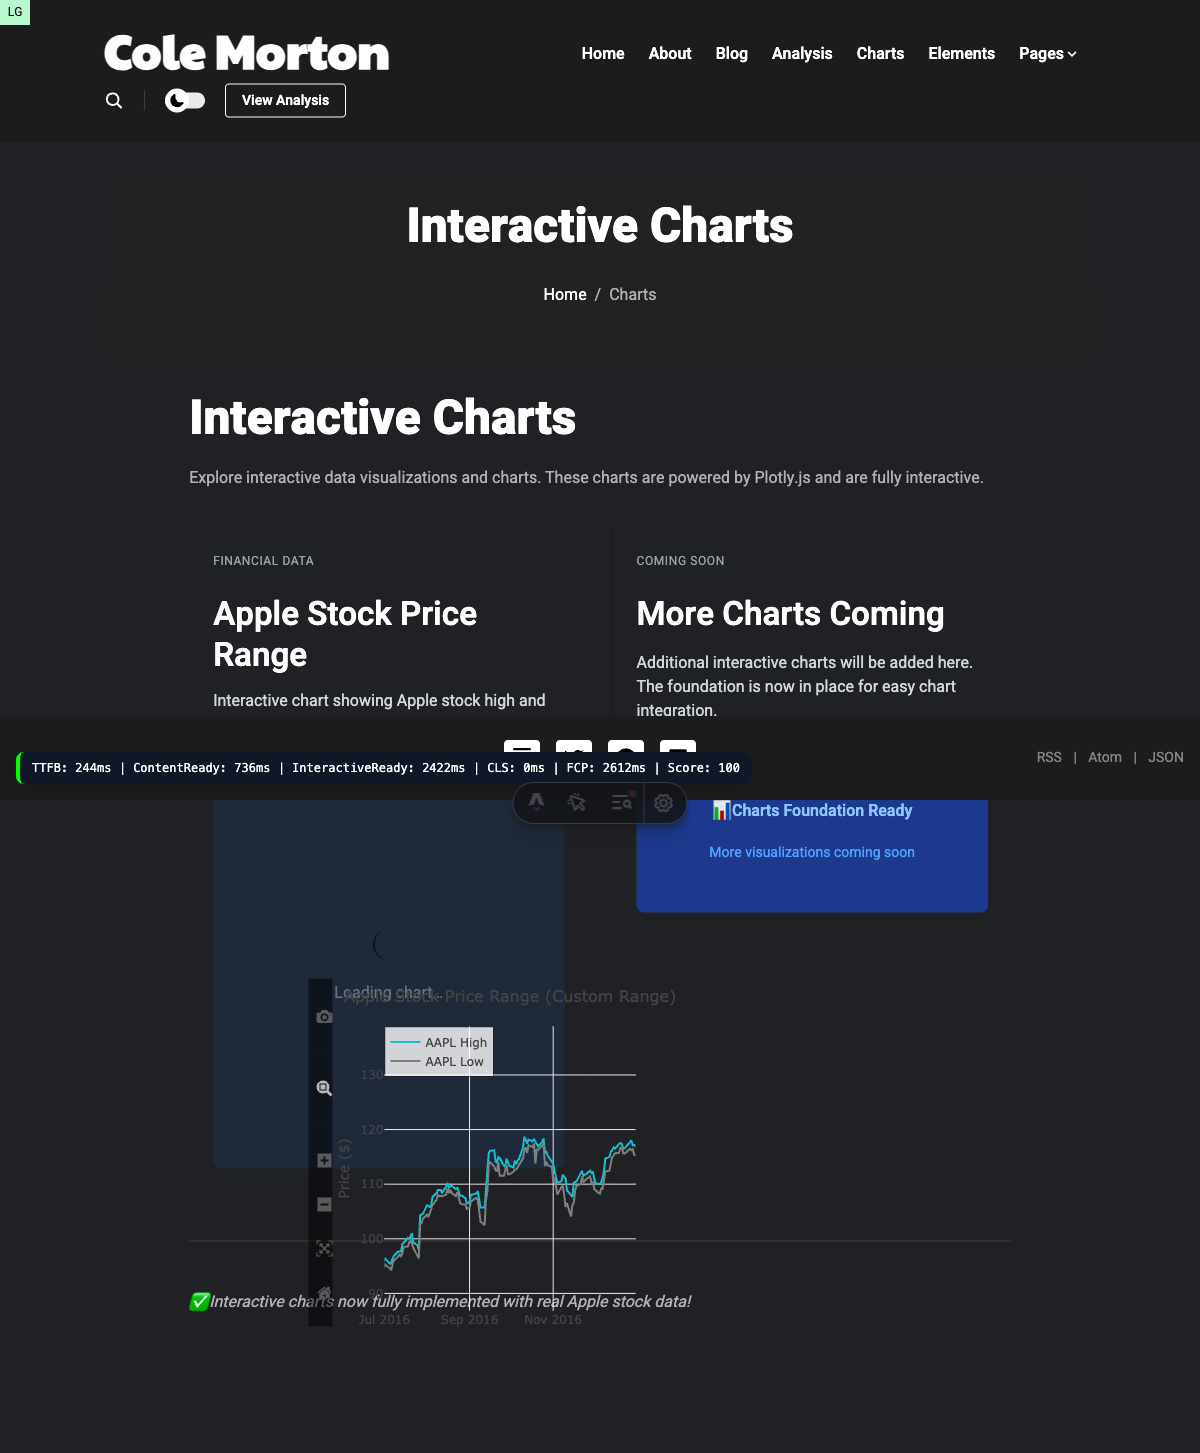 LG
Cole Morton
Home About Blog Analysis Charts Elements Pages
View Analysis
Interactive Charts
Home / Charts
Interactive Charts
Explore interactive data visualizations and charts. These charts are powered by Plotly.js and are fully interactive.
FINANCIAL DATA
Apple Stock Price
Range
Interactive chart showing Apple stock high and
COMING SOON
More Charts Coming
Additional interactive charts will be added here.
The foundation is now in place for easy chart
integration.
RSS | Atom | JSON
TTFB: 244ms | ContentReady: 736ms | InteractiveReady: 2422ms | CLS: 0ms | FCP: 2612ms | Score: 100
📊Charts Foundation Ready
More visualizations coming soon
Loading chart...
Apple Stock Price Range (Custom Range)
AAPL High
AAPL Low
130
120
110
100
90
Price ($)
Jul 2016 Sep 2016 Nov 2016
✅Interactive charts now fully implemented with real Apple stock data!